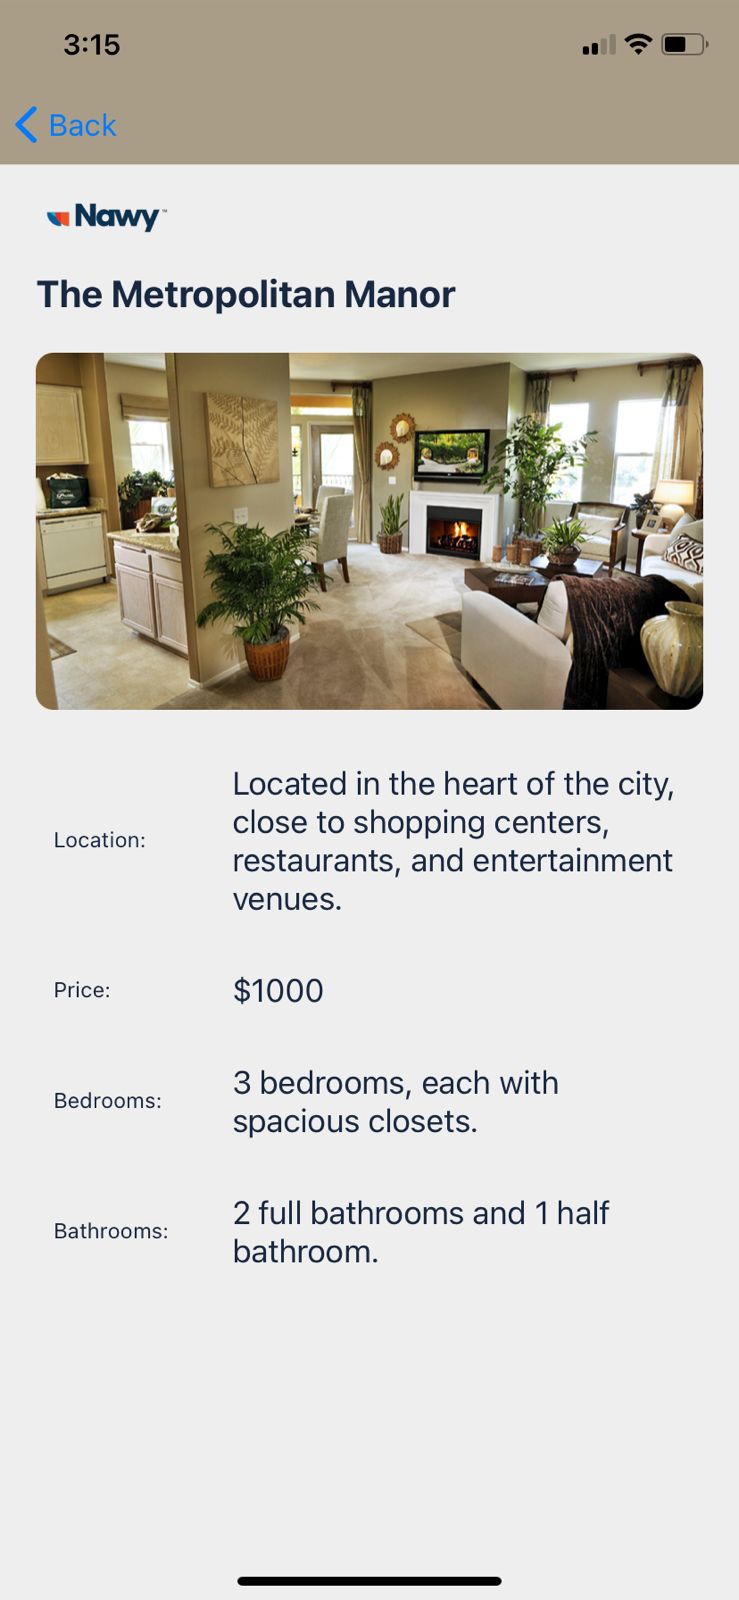 3:15
Back
Nawy™
The Metropolitan Manor
Location:
Located in the heart of the city,
close to shopping centers,
restaurants, and entertainment
venues.
Price:
$1000
Bedrooms:
3 bedrooms, each with
spacious closets.
Bathrooms:
2 full bathrooms and 1 half
bathroom.